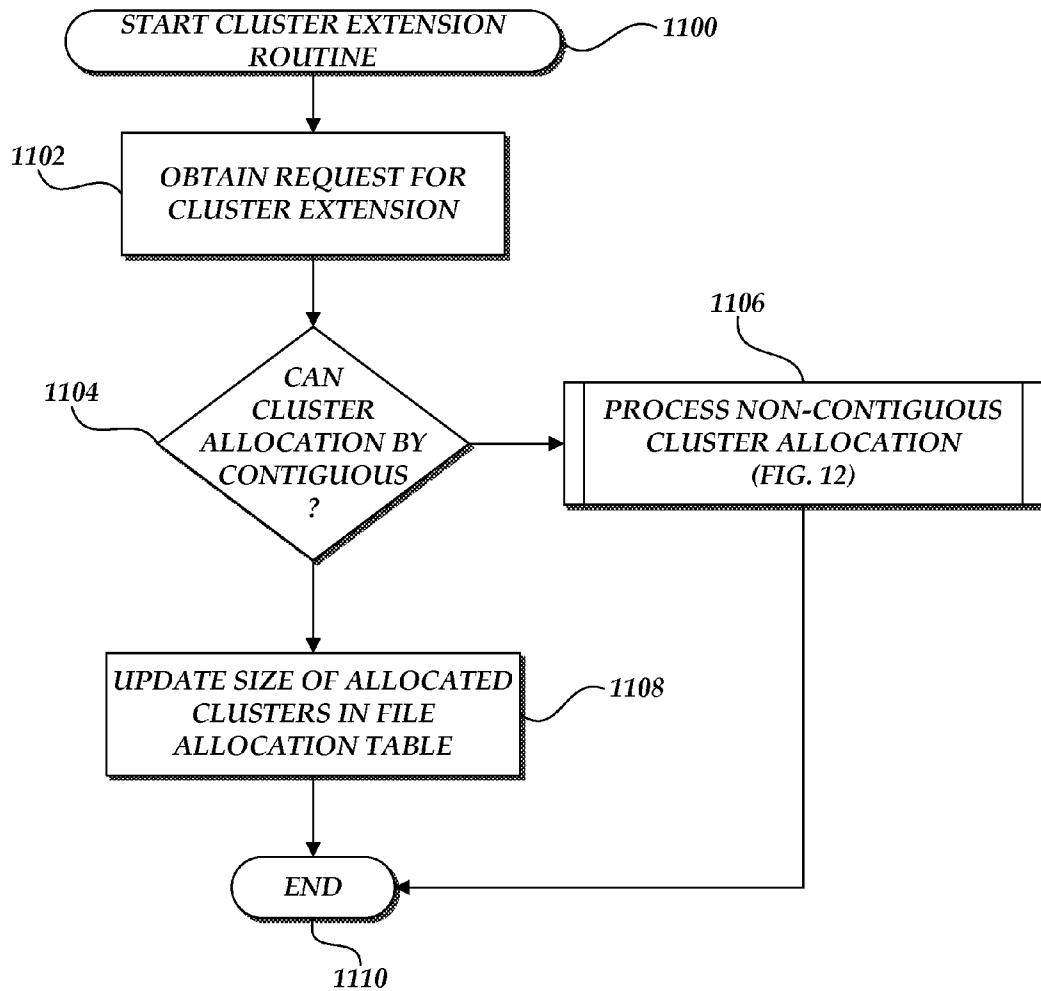 START CLUSTER EXTENSION
ROUTINE
1100
1102
OBTAIN REQUEST FOR
CLUSTER EXTENSION
1104
CAN
CLUSTER
ALLOCATION BY
CONTIGUOUS
?
1106
PROCESS NON-CONTIGUOUS
CLUSTER ALLOCATION
(FIG. 12)
UPDATE SIZE OF ALLOCATED
CLUSTERS IN FILE
ALLOCATION TABLE
1108
END
1110